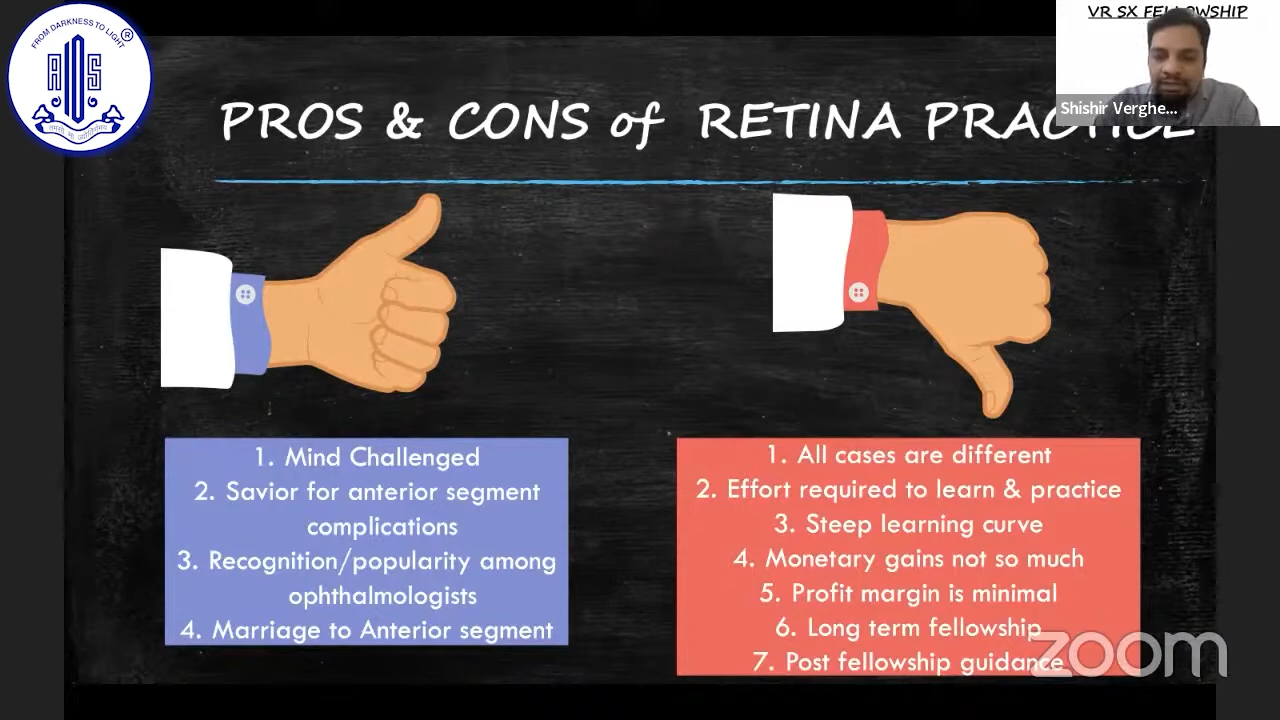 FROM DARKNESS TO LIGHT
®
AIOS
VR SX FELLOWSHIP
Shishir Verghe...
PROS & CONS of RETINA PRACTICE
1. Mind Challenged
2. Savior for anterior segment
complications
3. Recognition/popularity among
ophthalmologists
4. Marriage to Anterior segment
1. All cases are different
2. Effort required to learn & practice
3. Steep learning curve
4. Monetary gains not so much
5. Profit margin is minimal
6. Long term fellowship
7. Post fellowship guidance
zoom